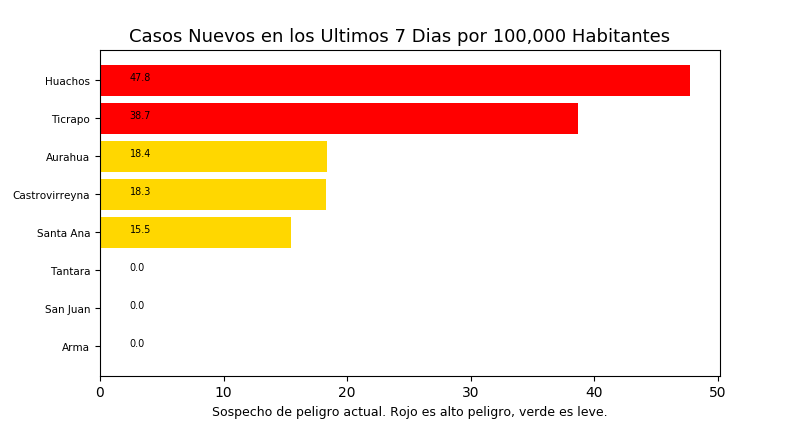 Casos Nuevos en los Ultimos 7 Dias por 100,000 Habitantes
Huachos 47.8
Ticrapo 38.7
Aurahua 18.4
Castrovirreyna 18.3
Santa Ana 15.5
Tantara 0.0
San Juan 0.0
Arma 0.0
0 10 20 30 40 50
Sospecho de peligro actual. Rojo es alto peligro, verde es leve.